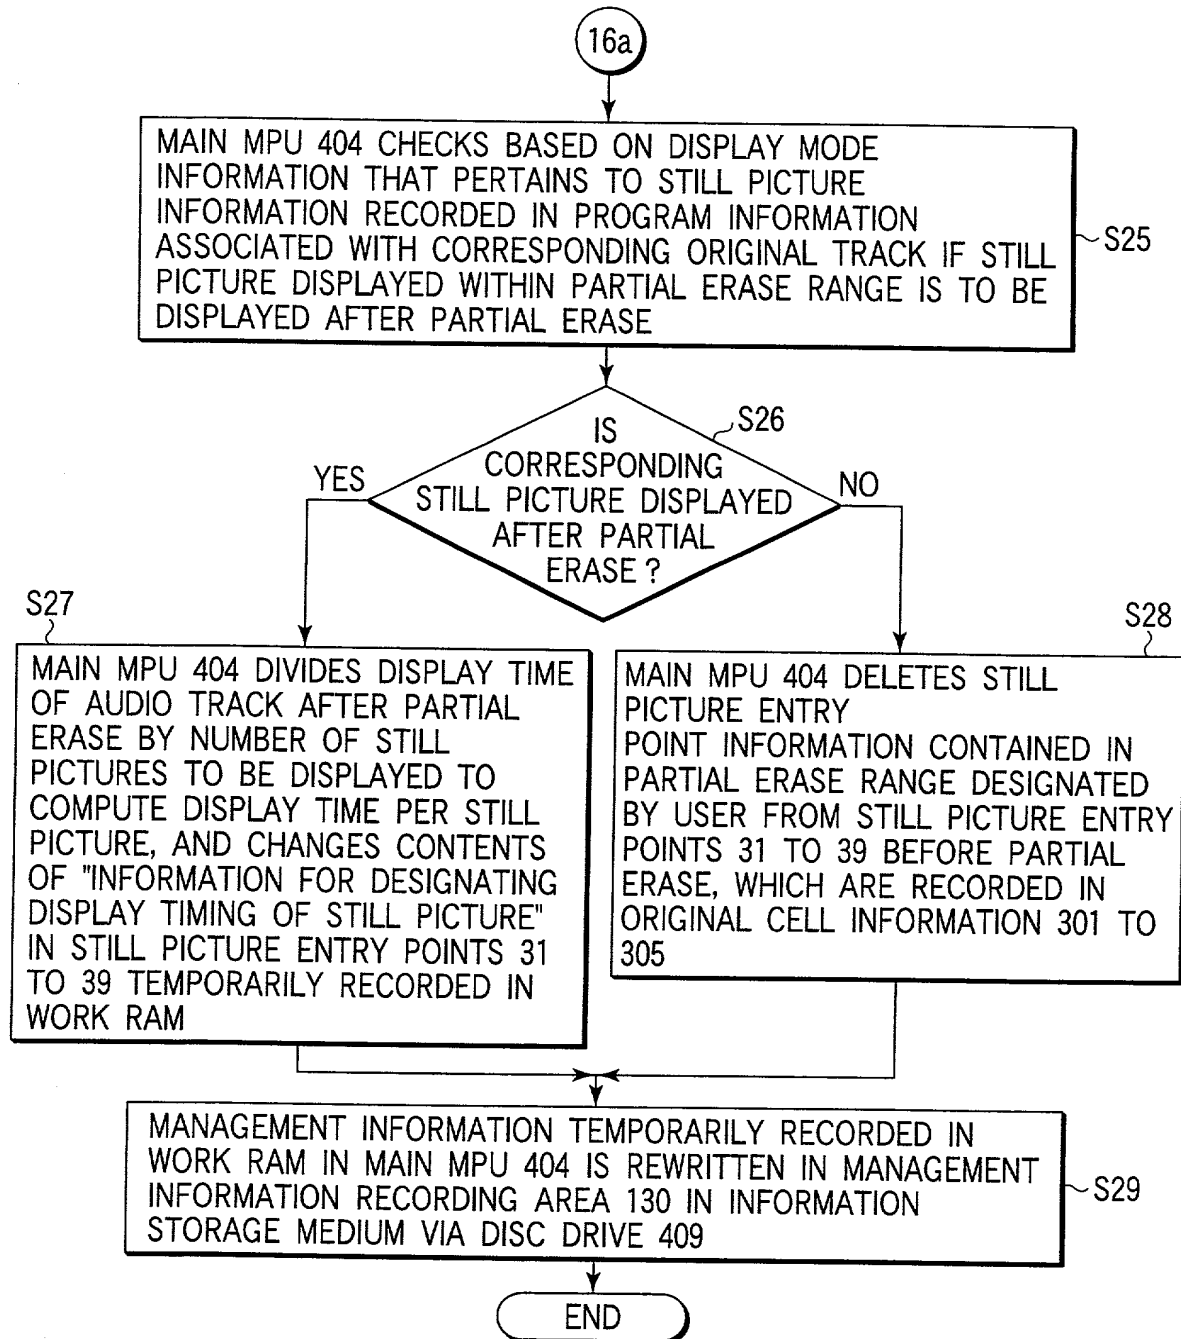 16a
MAIN MPU 404 CHECKS BASED ON DISPLAY MODE
INFORMATION THAT PERTAINS TO STILL PICTURE
INFORMATION RECORDED IN PROGRAM INFORMATION
ASSOCIATED WITH CORRESPONDING ORIGINAL TRACK IF STILL
PICTURE DISPLAYED WITHIN PARTIAL ERASE RANGE IS TO BE
DISPLAYED AFTER PARTIAL ERASE
S25
S26
IS
CORRESPONDING
STILL PICTURE DISPLAYED
AFTER PARTIAL
ERASE?
YES
NO
S27
MAIN MPU 404 DIVIDES DISPLAY TIME
OF AUDIO TRACK AFTER PARTIAL
ERASE BY NUMBER OF STILL
PICTURES TO BE DISPLAYED TO
COMPUTE DISPLAY TIME PER STILL
PICTURE, AND CHANGES CONTENTS
OF "INFORMATION FOR DESIGNATING
DISPLAY TIMING OF STILL PICTURE"
IN STILL PICTURE ENTRY POINTS 31
TO 39 TEMPORARILY RECORDED IN
WORK RAM
S28
MAIN MPU 404 DELETES STILL
PICTURE ENTRY
POINT INFORMATION CONTAINED IN
PARTIAL ERASE RANGE DESIGNATED
BY USER FROM STILL PICTURE ENTRY
POINTS 31 TO 39 BEFORE PARTIAL
ERASE, WHICH ARE RECORDED IN
ORIGINAL CELL INFORMATION 301 TO
305
MANAGEMENT INFORMATION TEMPORARILY RECORDED IN
WORK RAM IN MAIN MPU 404 IS REWRITTEN IN MANAGEMENT
INFORMATION RECORDING AREA 130 IN INFORMATION
STORAGE MEDIUM VIA DISC DRIVE 409
S29
END